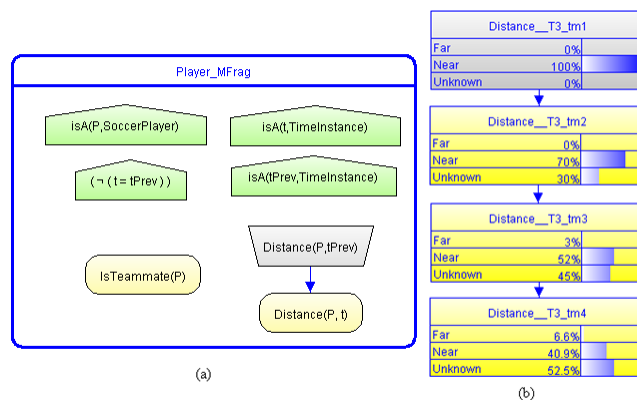 Player_MFrag
isA(P,SoccerPlayer)
isA(t,TimeInstance)
( ¬ ( t = tPrev ) )
isA(tPrev,TimeInstance)
Distance(P,tPrev)
IsTeammate(P)
Distance(P, t)
(a)
Distance__T3_tm1
Far 0%
Near 100%
Unknown 0%
Distance__T3_tm2
Far 0%
Near 70%
Unknown 30%
Distance__T3_tm3
Far 3%
Near 52%
Unknown 45%
Distance__T3_tm4
Far 6.6%
Near 40.9%
Unknown 52.5%
(b)